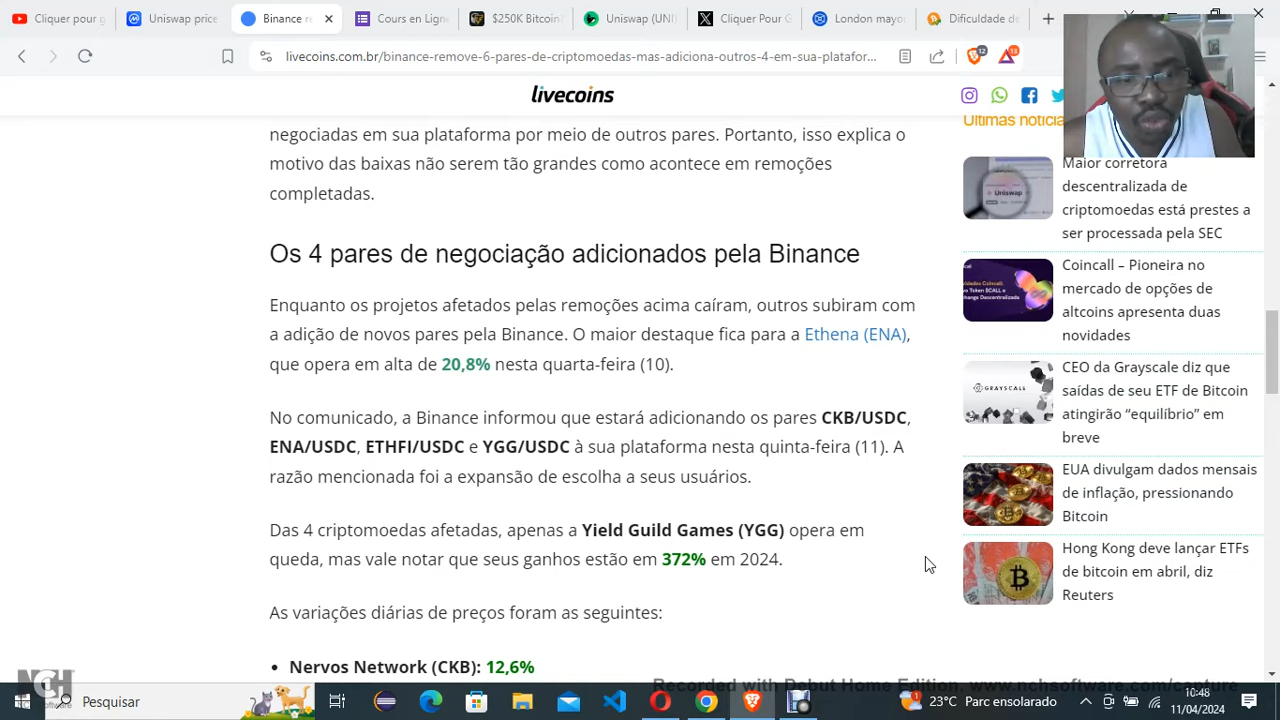 Cliquer pour g
Uniswap price
Binance r
Cours en Lign
$250K Bitcoin
Uniswap (UNI
Cliquer Pour G
London mayo
Dificuldade de
livecoins.com.br/binance-remove-6-pares-de-criptomoedas-mas-adiciona-outros-4-em-sua-platafor...
12
13
livecoins
negociadas em sua plataforma por meio de outros pares. Portanto, isso explica o
motivo das baixas não serem tão grandes como acontece em remoções
completadas.
Os 4 pares de negociação adicionados pela Binance
Enquanto os projetos afetados pelas remoções acima caíram, outros subiram com
a adição de novos pares pela Binance. O maior destaque fica para a Ethena (ENA),
que opera em alta de 20,8% nesta quarta-feira (10).
No comunicado, a Binance informou que estará adicionando os pares CKB/USDC,
ENA/USDC, ETHFI/USDC e YGG/USDC à sua plataforma nesta quinta-feira (11). A
razão mencionada foi a expansão de escolha a seus usuários.
Das 4 criptomoedas afetadas, apenas a Yield Guild Games (YGG) opera em
queda, mas vale notar que seus ganhos estão em 372% em 2024.
As variações diárias de preços foram as seguintes:
• Nervos Network (CKB): 12,6%
Últimas notícia
Maior corretora
descentralizada de
criptomoedas está prestes a
ser processada pela SEC
Uniswap
Coincall – Pioneira no
mercado de opções de
altcoins apresenta duas
novidades
CEO da Grayscale diz que
saídas de seu ETF de Bitcoin
atingirão “equilíbrio” em
breve
GRAYSCALE
EUA divulgam dados mensais
de inflação, pressionando
Bitcoin
Hong Kong deve lançar ETFs
de bitcoin em abril, diz
Reuters
NCH
Recorded with Debut Home Edition. www.nchsoftware.com/capture
Pesquisar
1
23°C Parc ensolarado
10:48
11/04/2024